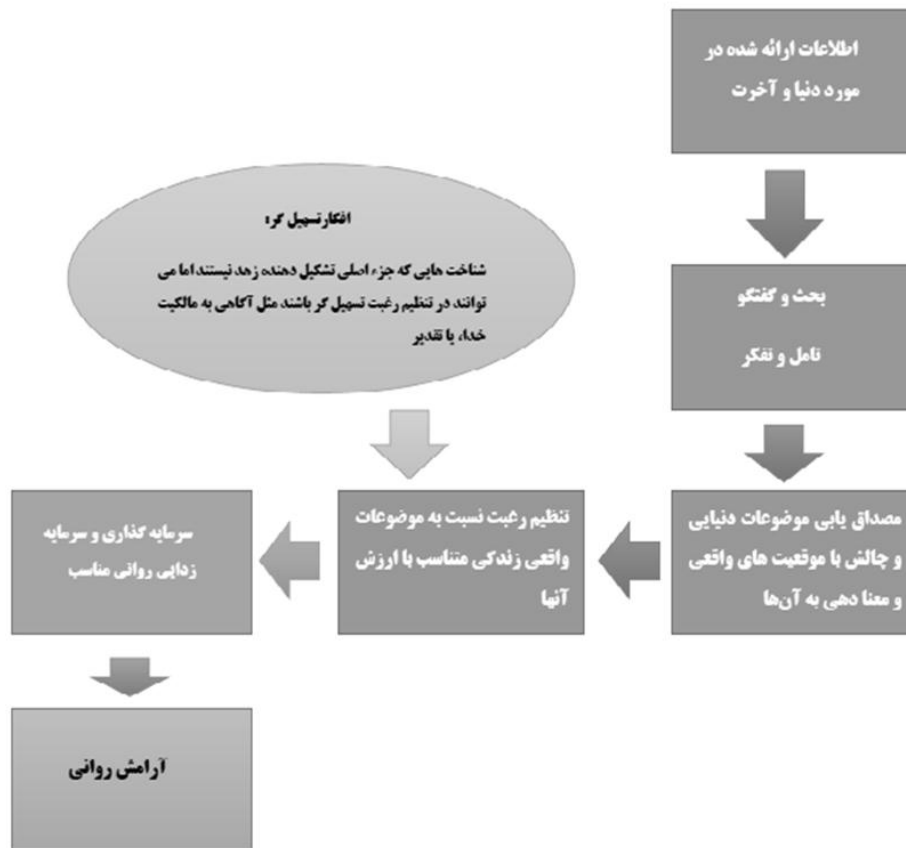 اطلاعات ارائه شده در
مورد دنیا و آخرت
افکار تسهیل گر:
شناخت هایی که جزء اصلی تشکیل دهنده زهد نیستند اما می
توانند در تنظیم رغبت تسهیل گر باشند مثل آگاهی به مالکیت
خدا، یا تقدیر
بحث و گفتگو
تامل و تفکر
مصداق یابی موضوعات دنیایی
و چالش با موقعیت های واقعی
و معنا دهی به آن‌ها
تنظیم رغبت نسبت به موضوعات
واقعی زندگی متناسب با ارزش
آنها
سرمایه گذاری و سرمایه
زدایی روانی مناسب
آرامش روانی